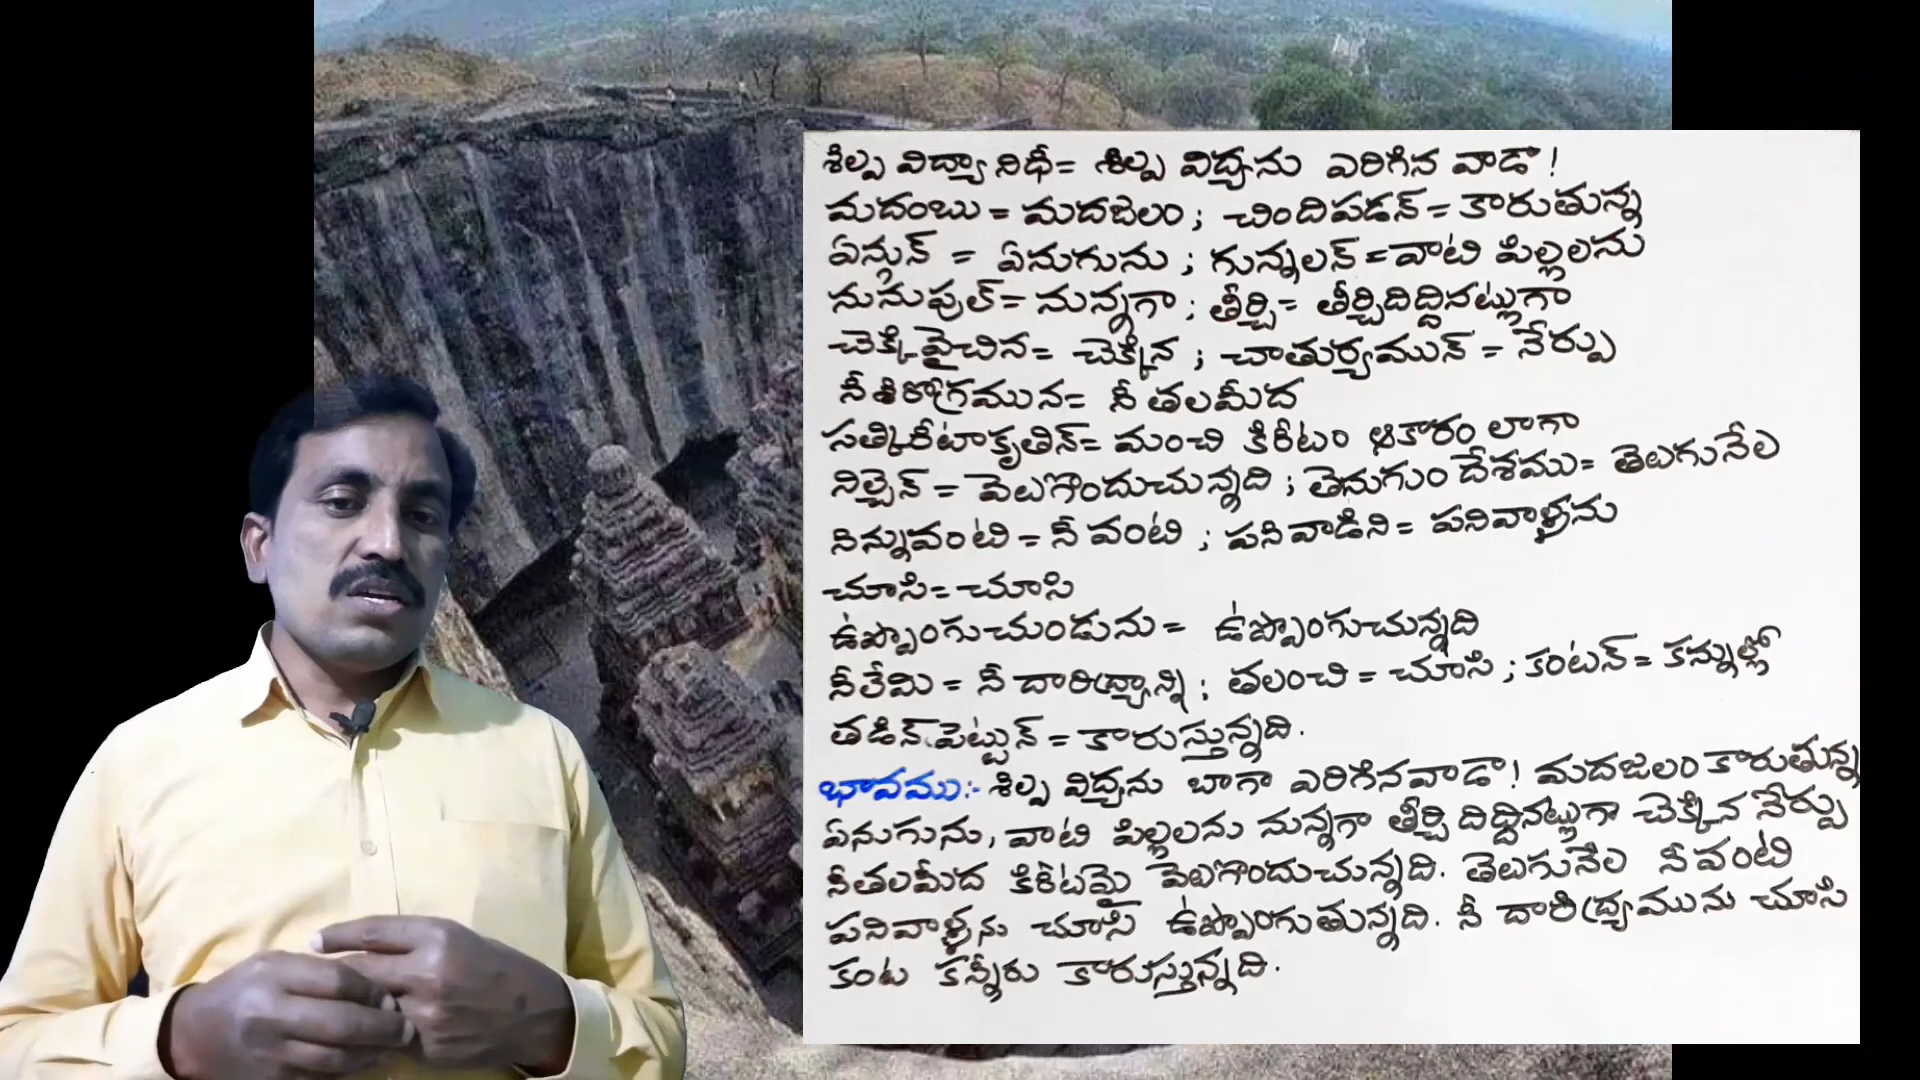 శిల్ప విద్యానిధీ= శిల్ప విద్యను ఎరిగిన వాడా !
మదంబు = మదజలం ; చిందిపడన్ = కారుతున్న
ఏన్గున్ = ఏనుగును ; గున్నలన్ = వాటి పిల్లలను
నునుపుల్ = నున్నగా ; తీర్చి= తీర్చిదిద్దినట్లుగా
చెక్కివైచిన= చెక్కిన ; చాతుర్యమున్ = నేర్పు
నీ శిరోగ్రమున= నీ తలమీద
సత్కిరీటాకృతిన్= మంచి కిరీటం ఆకారం లాగా
నిల్చెన్ = వెలుగొందుచున్నది ; తెనుగుం దేశము= తెలుగునేల
నిన్నువంటి = నీ వంటి ; పనివాడిని= పనివాళ్లను
చూసి= చూసి
ఉప్పొంగుచుండును = ఉప్పొంగుచున్నది
నీలేమి = నీ దారిద్ర్యాన్ని ; తలంచి = చూసి ; కంటన్ = కన్నుల్లో
తడిన్ పెట్టున్ = కారుస్తున్నది.
భావము:- శిల్ప విద్యను బాగా ఎరిగినవాడా! మదజలం కారుతున్న
ఏనుగును, వాటి పిల్లలను నున్నగా తీర్చి దిద్దినట్లుగా చెక్కిన నేర్పు
నీతలమీద కిరీటమై వెలుగొందుచున్నది. తెలుగునేల నీ వంటి
పనివాళ్లను చూసి ఉప్పొంగుతున్నది. నీ దారిద్ర్యమును చూసి
కంట కన్నీరు కారుస్తున్నది.